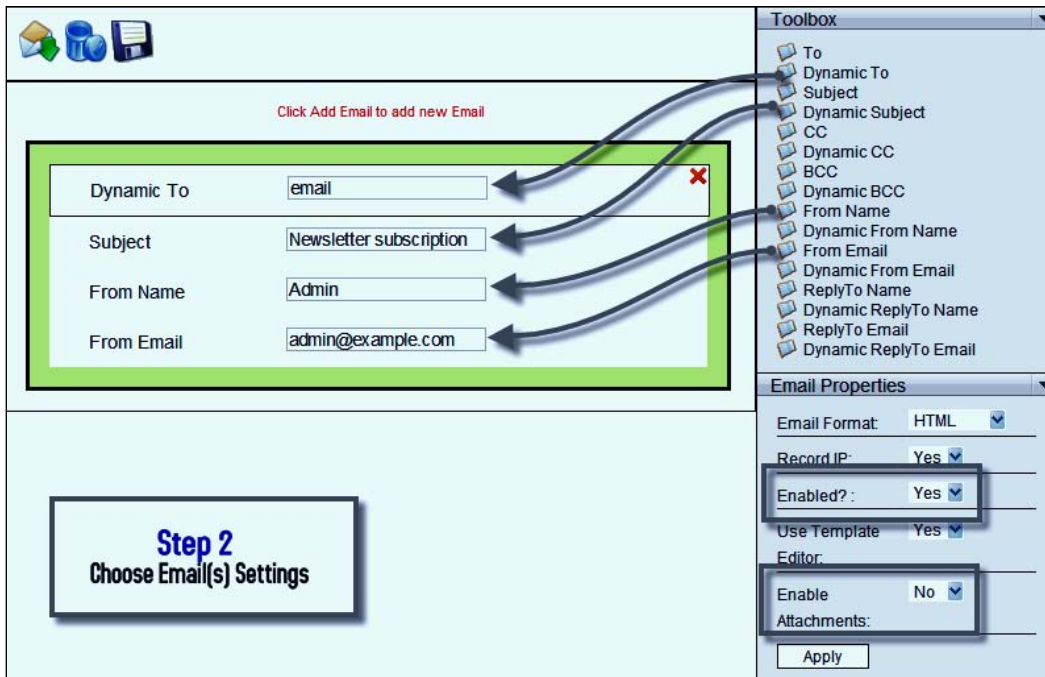 Click Add Email to add new Email
Dynamic To
email
Subject
Newsletter subscription
From Name
Admin
From Email
admin@example.com
Step 2
Choose Email(s) Settings
Toolbox
To
Dynamic To
Subject
Dynamic Subject
CC
Dynamic CC
BCC
Dynamic BCC
From Name
Dynamic From Name
From Email
Dynamic From Email
ReplyTo Name
Dynamic ReplyTo Name
ReplyTo Email
Dynamic ReplyTo Email
Email Properties
Email Format: HTML
Record IP: Yes
Enabled? : Yes
Use Template Yes
Editor:
Enable No
Attachments:
Apply